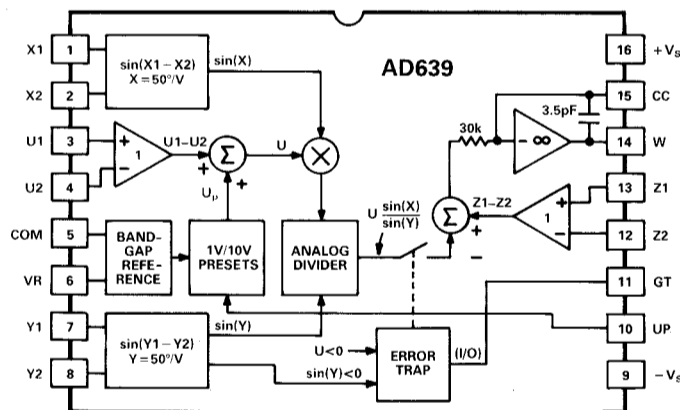 AD639
X1
1
X2
2
U1
3
U2
4
COM
5
VR
6
Y1
7
Y2
8
sin(X1–X2)
X = 50°/V
sin(X)
+
–
1
U1–U2
+
Σ
+
Uμ
U
X
BAND-
GAP
REFER-
ENCE
1V/10V
PRESETS
ANALOG
DIVIDER
U sin(X)
sin(Y)
sin(Y1–Y2)
Y = 50°/V
sin(Y)
sin(Y)<0
U<0
ERROR
TRAP
(I/O)
30k
3.5pF
– ∞
Σ
+
–
Z1–Z2
1
+
–
16
+VS
15
CC
14
W
13
Z1
12
Z2
11
GT
10
UP
9
–VS